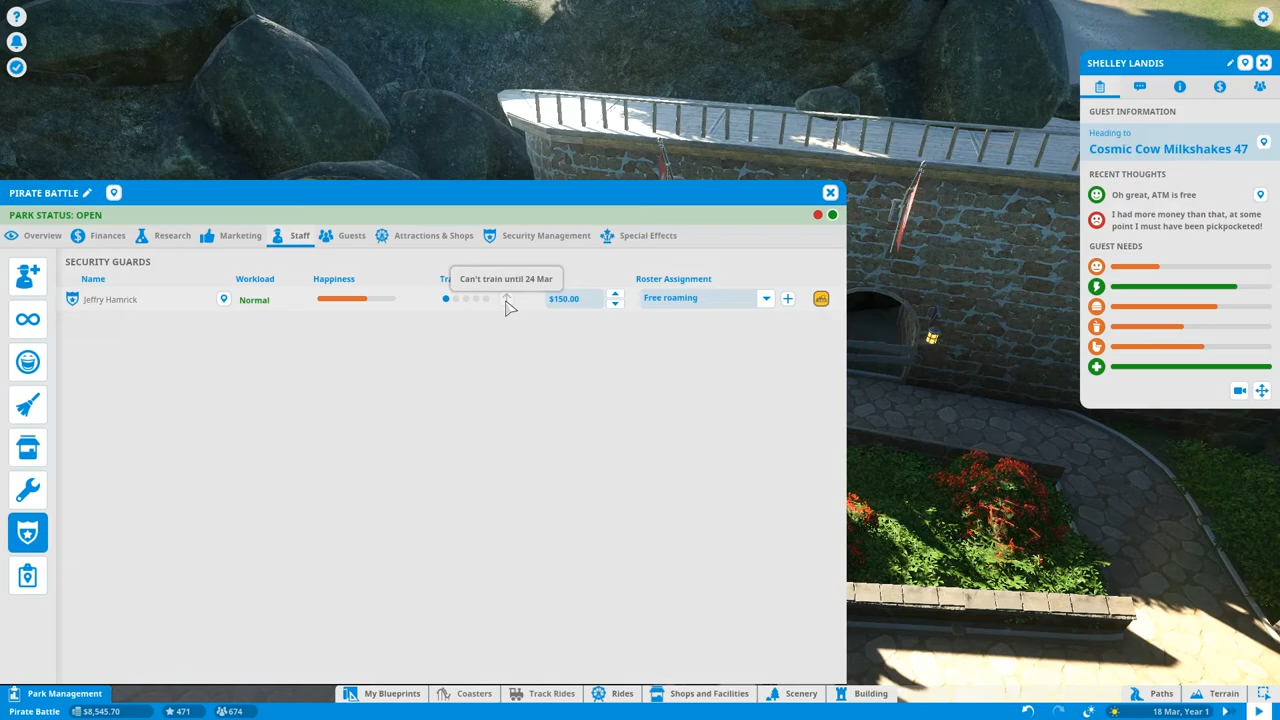 SHELLEY LANDIS
GUEST INFORMATION
Heading to
Cosmic Cow Milkshakes 47
RECENT THOUGHTS
Oh great, ATM is free
I had more money than that, at some
point I must have been pickpocketed!
GUEST NEEDS
PIRATE BATTLE
PARK STATUS: OPEN
Overview Finances Research Marketing Staff Guests Attractions & Shops Security Management Special Effects
SECURITY GUARDS
Name Workload Happiness Tra Can't train until 24 Mar Roster Assignment
Jeffry Hamrick Normal $150.00 Free roaming
Park Management My Blueprints Coasters Track Rides Rides Shops and Facilities Scenery Building Paths Terrain
Pirate Battle $8,545.70 471 674 18 Mar, Year 1